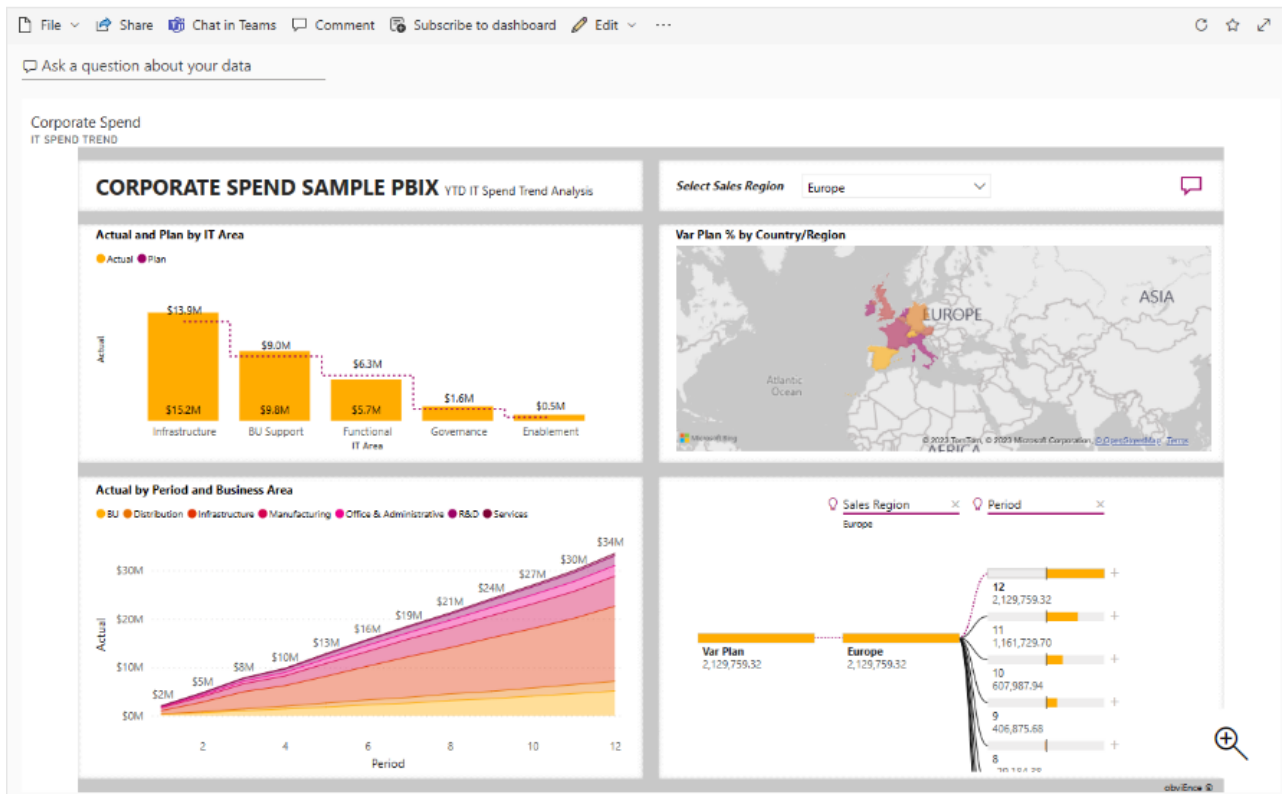 File Share Chat in Teams Comment Subscribe to dashboard Edit ...
Ask a question about your data
Corporate Spend
IT SPEND TREND
CORPORATE SPEND SAMPLE PBIX YTD IT Spend Trend Analysis
Select Sales Region Europe
Actual and Plan by IT Area
Actual Plan
$13.9M
$9.0M
$6.3M
$1.6M
$0.5M
Actual
$15.2M $9.8M $5.7M
Infrastructure BU Support Functional Governance Enablement
IT Area
Var Plan % by Country/Region
ASIA
EUROPE
Atlantic
Ocean
Microsoft Bing
© 2023 TomTom, © 2023 Microsoft Corporation, © OpenStreetMap Terms
AFRICA
Actual by Period and Business Area
BU Distribution Infrastructure Manufacturing Office & Administrative R&D Services
$34M
$30M
$27M
$24M
$21M
$19M
$16M
$13M
$10M
$8M
$5M
$2M
$30M
$20M
$10M
$0M
Actual
2 4 6 8 10 12
Period
Sales Region Period
Europe
Var Plan
2,129,759.32
Europe
2,129,759.32
12
2,129,759.32
11
1,161,729.70
10
607,987.94
9
406,875.68
8
obviEnce ©